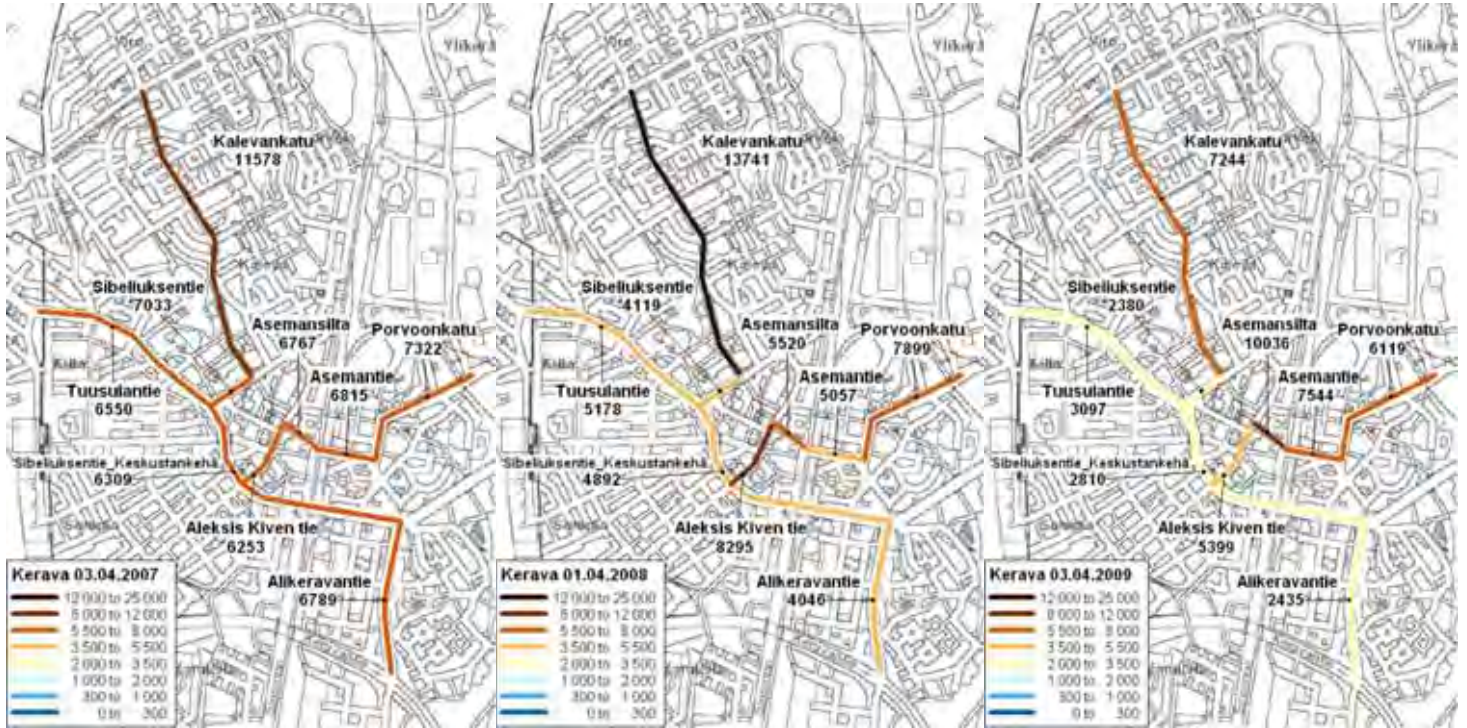 Ylikera
Kalevankatu
11578
Sibeliuksentie
7033
Asemansilta
6767
Porvoonkatu
7322
Asemantie
6815
Tuusulantie
6550
Sibeliuksentie_Keskustankehä
6309
Aleksis Kiven tie
6253
Alikeravantie
6789
Kerava 03.04.2007
12 000 to 25 000
8 000 to 12 000
5 500 to 8 000
3 500 to 5 500
2 000 to 3 500
1 000 to 2 000
300 to 1 000
0 to 300
Ylikera
Kalevankatu
13741
Sibeliuksentie
4119
Asemansilta
5520
Porvoonkatu
7899
Asemantie
5057
Tuusulantie
5178
Sibeliuksentie_Keskustankehä
4892
Aleksis Kiven tie
8295
Alikeravantie
4046
Kerava 01.04.2008
12 000 to 25 000
8 000 to 12 000
5 500 to 8 000
3 500 to 5 500
2 000 to 3 500
1 000 to 2 000
300 to 1 000
0 to 300
Ylikerä
Kalevankatu
7244
Sibeliuksentie
2380
Asemansilta
10036
Porvoonkatu
6119
Asemantie
7544
Tuusulantie
3097
Sibeliuksentie_Keskustankehä
2810
Aleksis Kiven tie
5399
Alikeravantie
2435
Kerava 03.04.2009
12 000 to 25 000
8 000 to 12 000
5 500 to 8 000
3 500 to 5 500
2 000 to 3 500
1 000 to 2 000
300 to 1 000
0 to 300